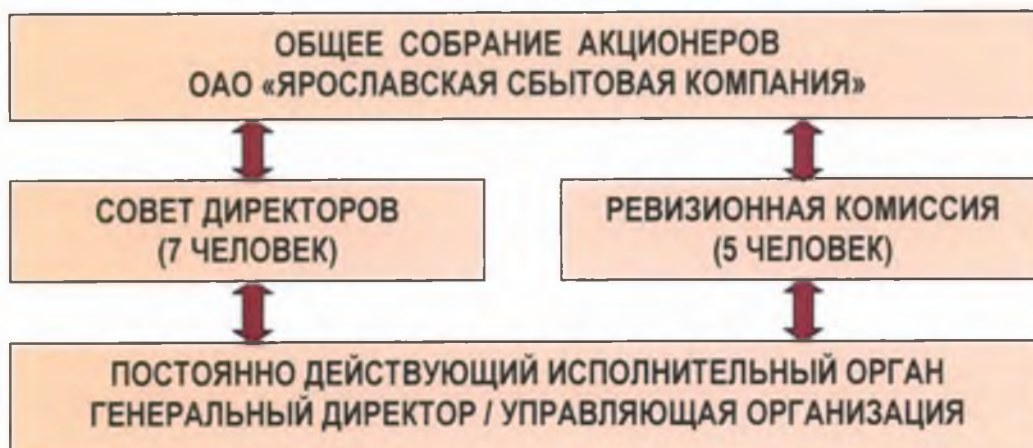 ОБЩЕЕ СОБРАНИЕ АКЦИОНЕРОВ
ОАО «ЯРОСЛАВСКАЯ СБЫТОВАЯ КОМПАНИЯ»
СОВЕТ ДИРЕКТОРОВ
(7 ЧЕЛОВЕК)
РЕВИЗИОННАЯ КОМИССИЯ
(5 ЧЕЛОВЕК)
ПОСТОЯННО ДЕЙСТВУЮЩИЙ ИСПОЛНИТЕЛЬНЫЙ ОРГАН
ГЕНЕРАЛЬНЫЙ ДИРЕКТОР / УПРАВЛЯЮЩАЯ ОРГАНИЗАЦИЯ